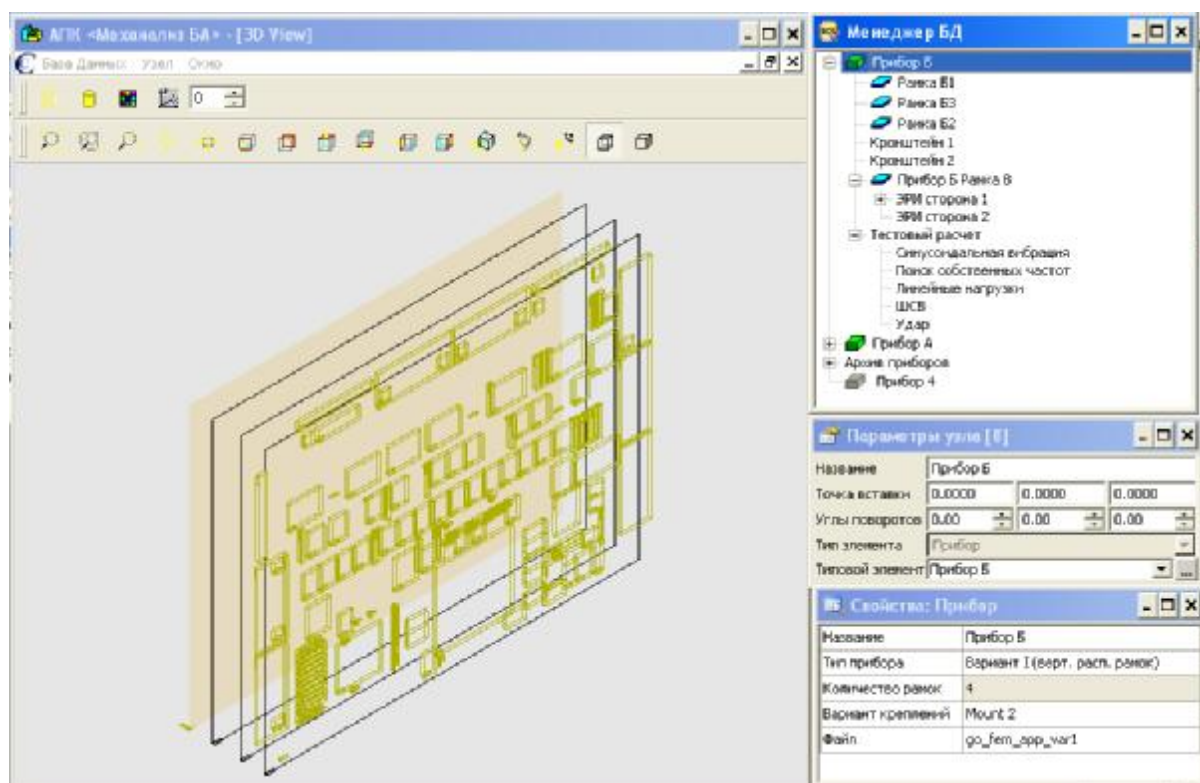 АПК «Механализ БА» - [3D View]
База Данных Узел Окно
0
Менеджер БД
Прибор Б
Рамка Б1
Рамка Б3
Рамка Б2
Кронштейн 1
Кронштейн 2
Прибор Б Рамка 8
ЭРИ сторона 1
ЭРИ сторона 2
Тестовый расчет
Синусоидальная вибрация
Поиск собственных частот
Линейные нагрузки
ШСВ
Удар
Прибор А
Архив приборов
Прибор 4
Параметры узла
Название Прибор Б
Точка вставки 0.0000 0.0000 0.0000
Углы поворотов 0.00 0.00 0.00
Тип элемента Прибор
Типовой элемент Прибор Б ...
Свойства: Прибор
Название Прибор Б
Тип прибора Вариант I(верт. расп. рамок)
Количество рамок 4
Вариант креплений Mount 2
Файл go_fem_app_var1